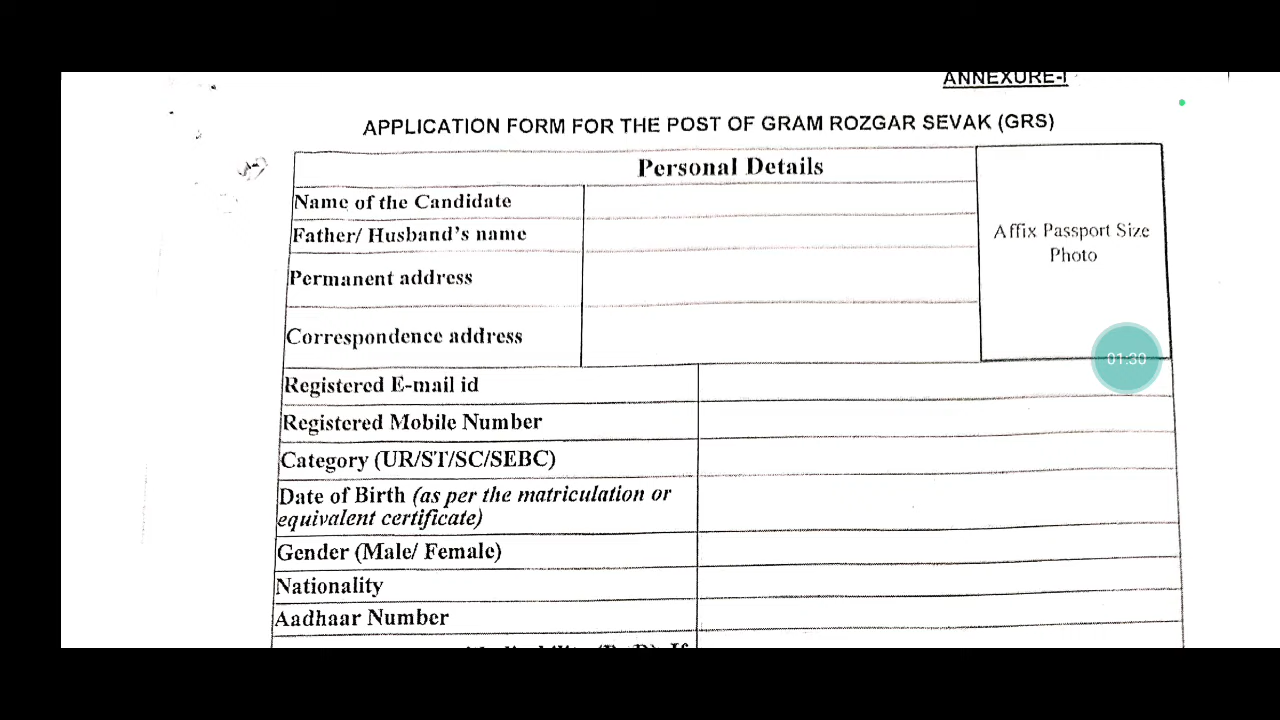 ANNEXURE-I
APPLICATION FORM FOR THE POST OF GRAM ROZGAR SEVAK (GRS)
Personal Details
Name of the Candidate
Father/ Husband's name
Affix Passport Size
Photo
Permanent address
Correspondence address
01:30
Registered E-mail id
Registered Mobile Number
Category (UR/ST/SC/SEBC)
Date of Birth (as per the matriculation or
equivalent certificate)
Gender (Male/ Female)
Nationality
Aadhaar Number